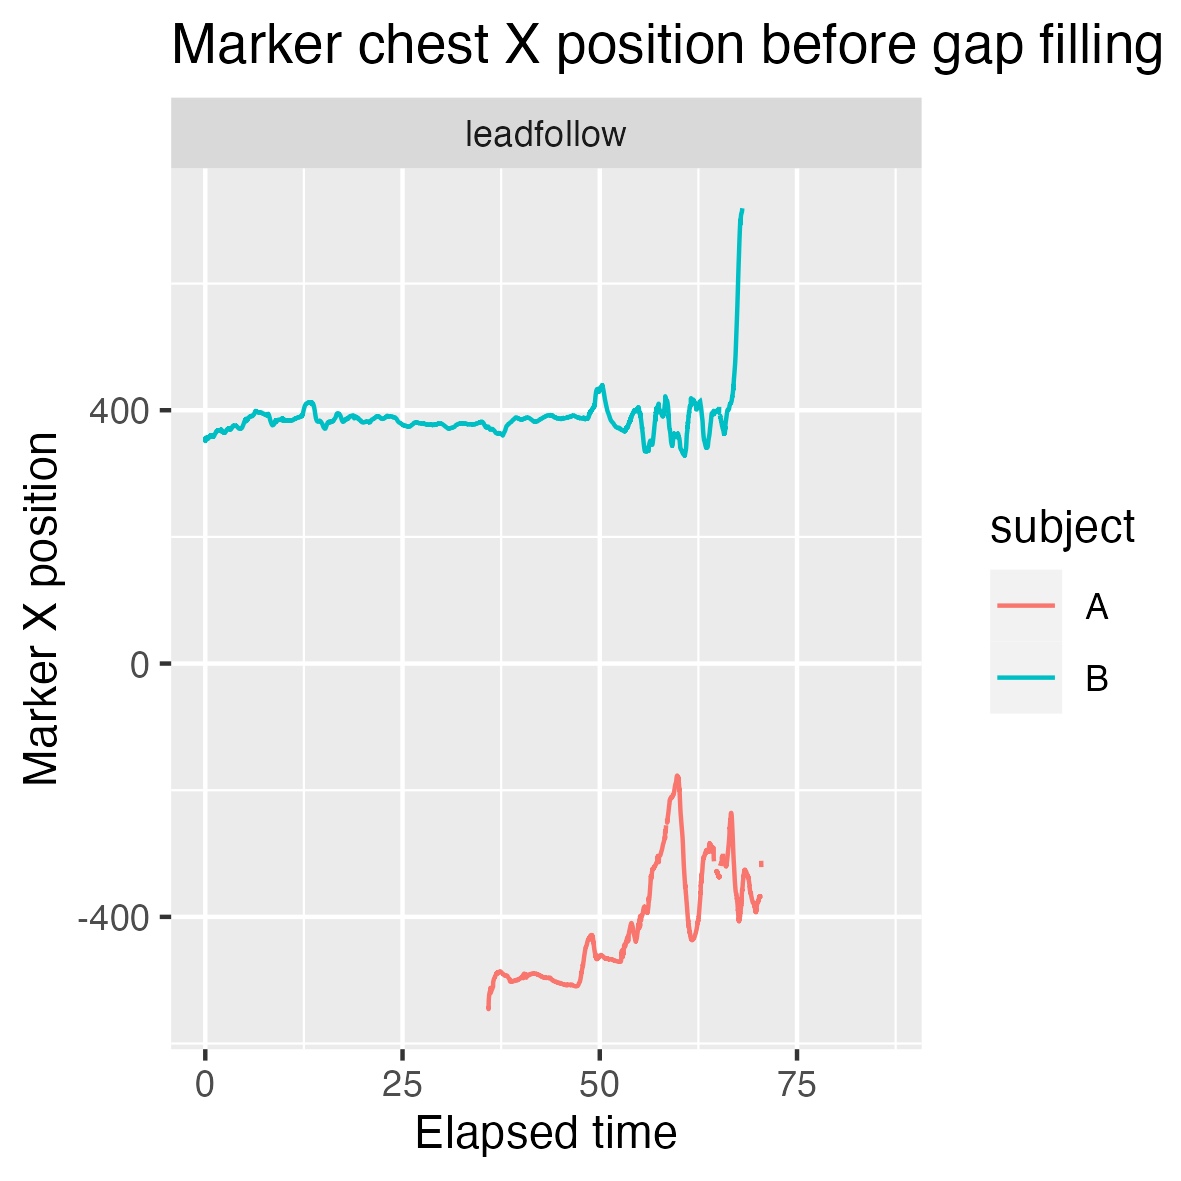 Marker chest X position before gap filling
leadfollow
Marker X position
400
0
-400
0 25 50 75
Elapsed time
subject
A
B